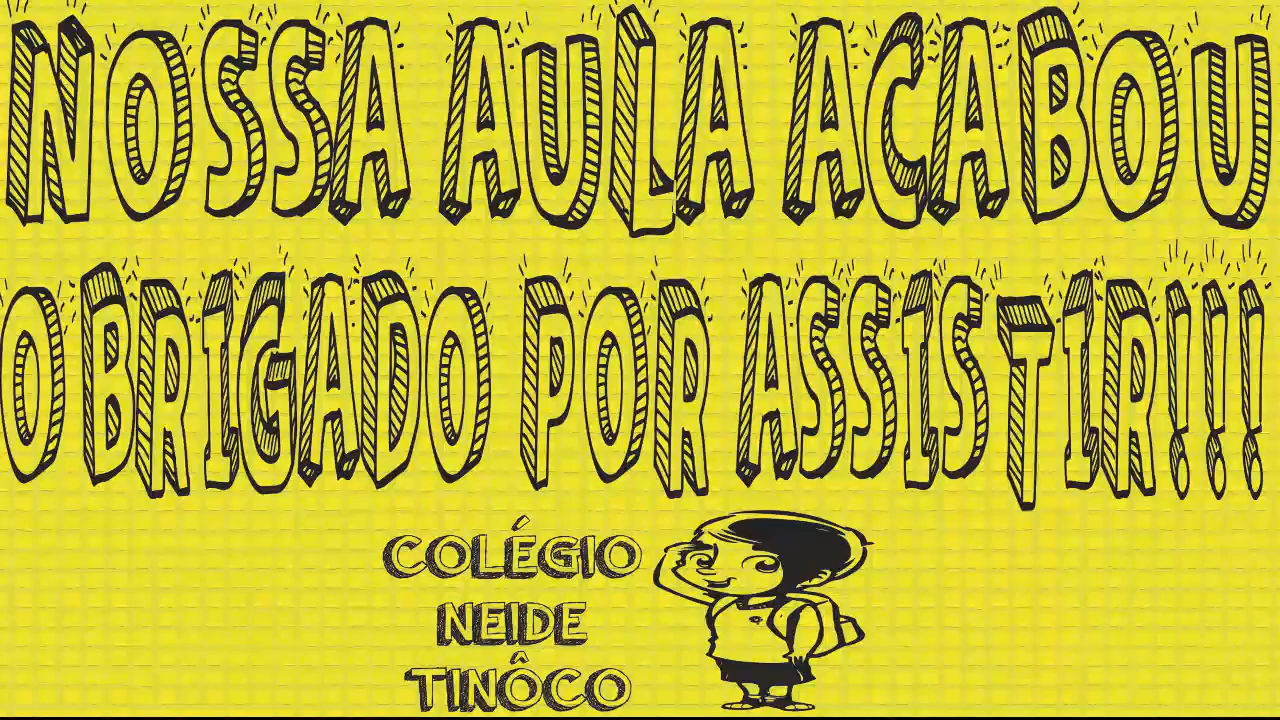 NOSSA AULA ACABOU
OBRIGADO POR ASSISTIR!!!
COLÉGIO
NEIDE
TINÔCO